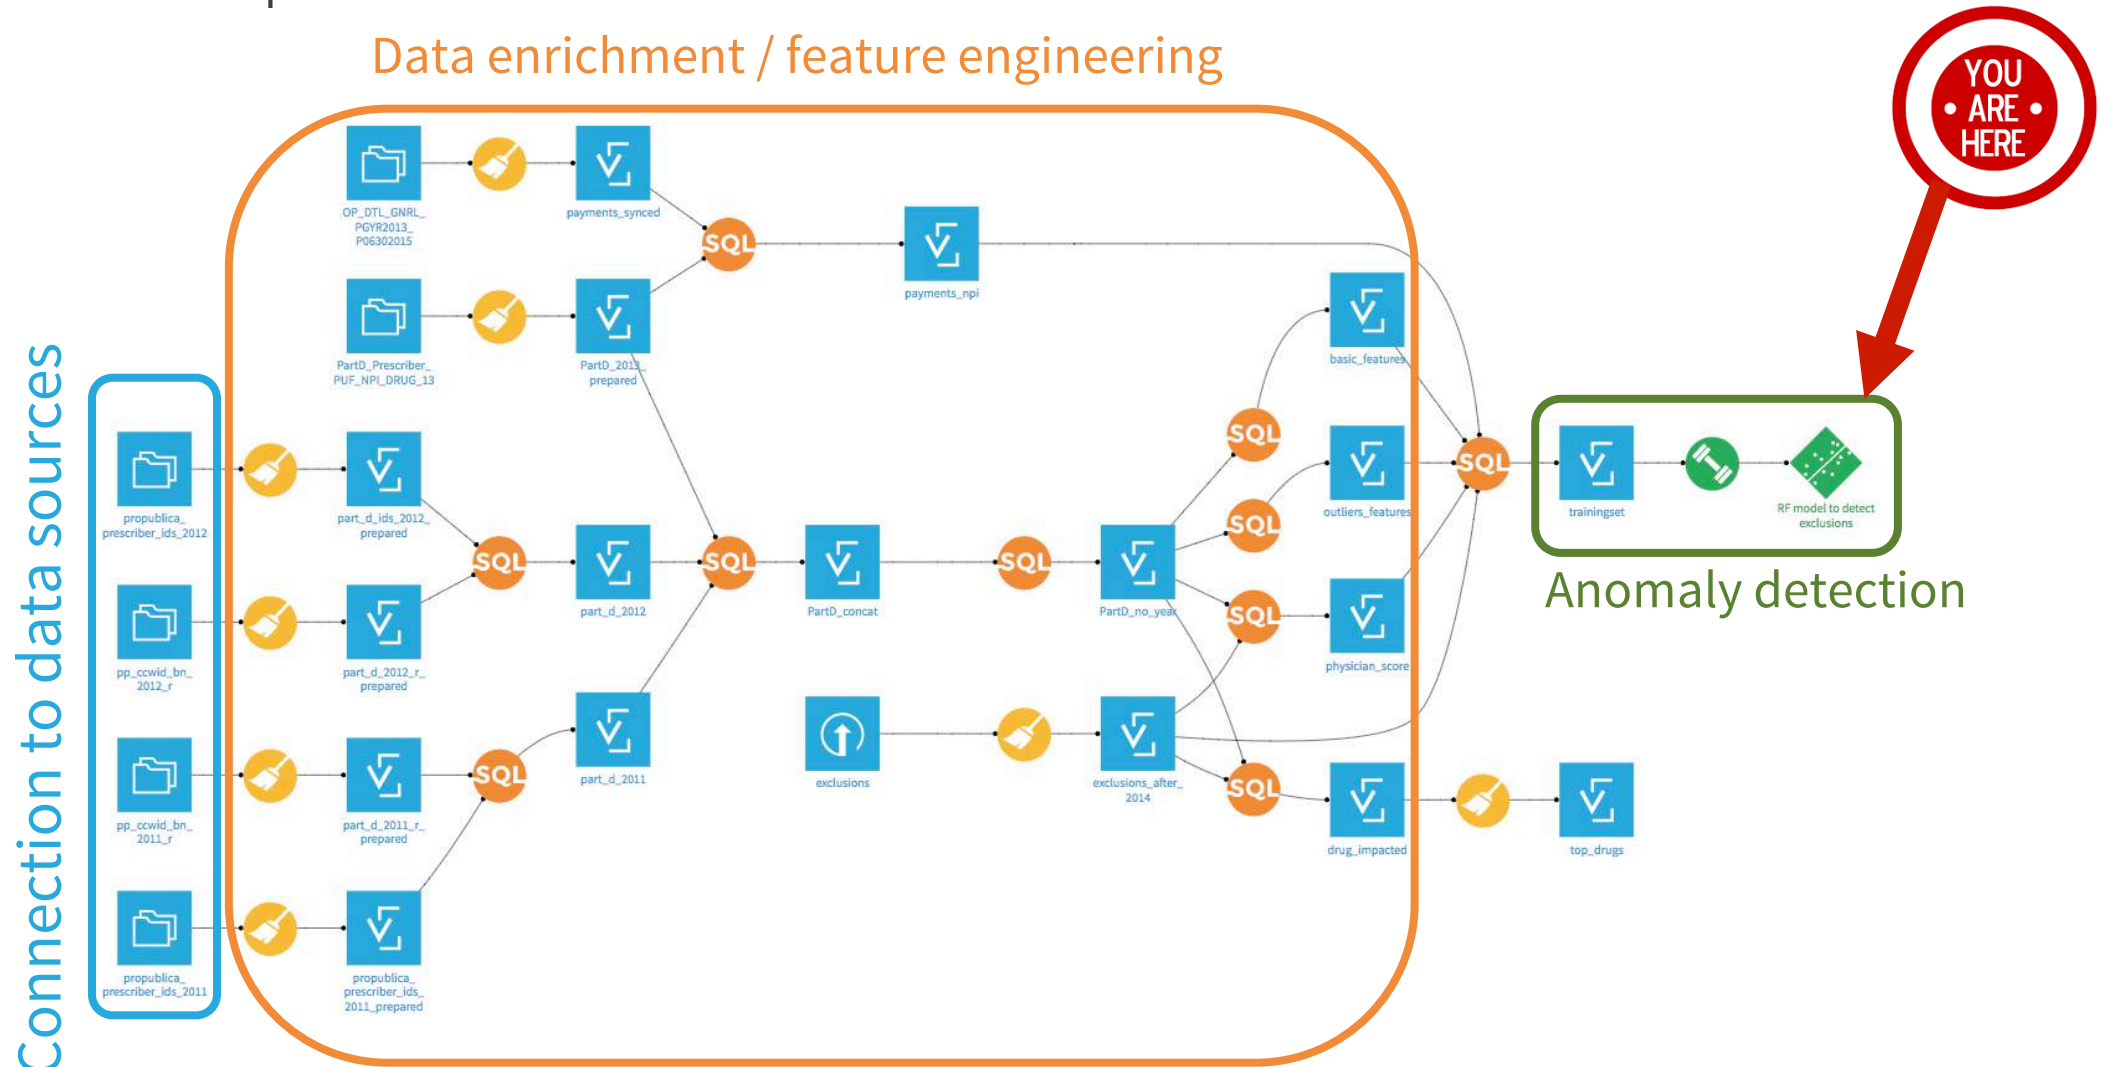 Data enrichment / feature engineering
YOU
ARE
HERE
Connection to data sources
OP_DTL_GNRL_
PGYR2013_
P06302015
payments_synced
SQL
payments_npi
PartD_Prescriber_
PUF_NPI_DRUG_13
PartD_2013_
prepared
basic_features
propublica_
prescriber_ids_2012
part_d_ids_2012_
prepared
SQL
outliers_features
SQL
trainingset
RF model to detect
exclusions
Anomaly detection
SQL
SQL
part_d_2012
SQL
PartD_concat
SQL
PartD_no_year
SQL
physician_score
pp_ccwid_bn_
2012_r
part_d_2012_r_
prepared
pp_ccwid_bn_
2011_r
part_d_2011_r_
prepared
SQL
part_d_2011
exclusions
exclusions_after_
2014
SQL
drug_impacted
top_drugs
propublica_
prescriber_ids_2011
propublica_
prescriber_ids_
2011_prepared